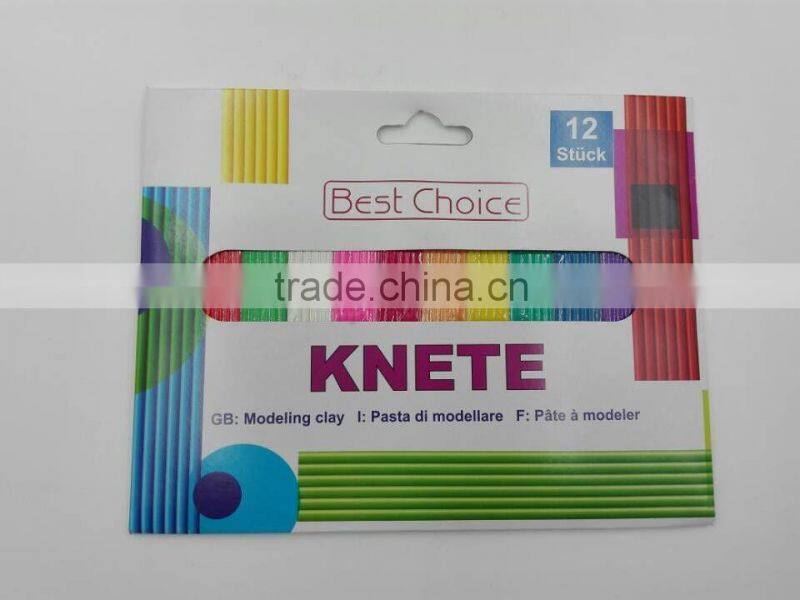 12
Stück
Best Choice
trade.china.cn
KNETE
GB: Modeling clay I: Pasta di modellare F: Pâte à modeler